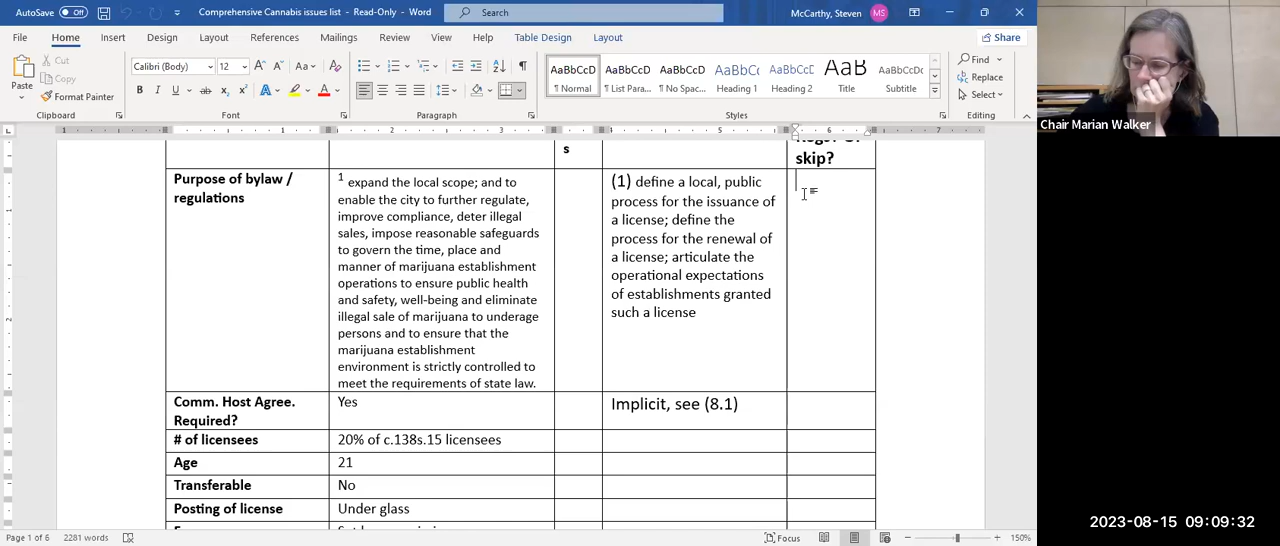 AutoSave Off
Comprehensive Cannabis issues list - Read-Only - Word
Search
McCarthy, Steven
MS
File Home Insert Design Layout References Mailings Review View Help Table Design Layout
Share
Paste
Cut
Copy
Format Painter
Clipboard
Calibri (Body) 12
Font
Paragraph
AaBbCcD AaBbCcD AaBbCcD AaBbCc AaBbCcD AaB AaBbCcDc
¶ Normal ¶ List Para... ¶ No Spac... Heading 1 Heading 2 Title Subtitle
Styles
Find
Replace
Select
Editing
Chair Marian Walker
s
skip?
Purpose of bylaw /
regulations
1 expand the local scope; and to
enable the city to further regulate,
improve compliance, deter illegal
sales, impose reasonable safeguards
to govern the time, place and
manner of marijuana establishment
operations to ensure public health
and safety, well-being and eliminate
illegal sale of marijuana to underage
persons and to ensure that the
marijuana establishment
environment is strictly controlled to
meet the requirements of state law.
(1) define a local, public
process for the issuance of
a license; define the
process for the renewal of
a license; articulate the
operational expectations
of establishments granted
such a license
Comm. Host Agree.
Required?
Yes
Implicit, see (8.1)
# of licensees
20% of c.138s.15 licensees
Age
21
Transferable
No
Posting of license
Under glass
Page 1 of 6
2281 words
Focus
150%
2023-08-15 09:09:32